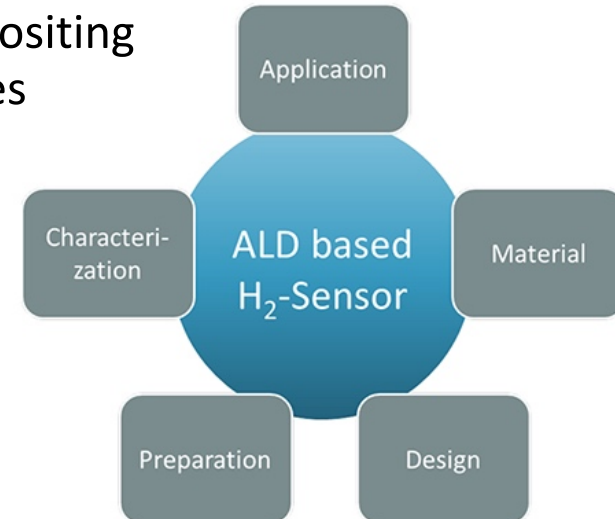 ositing
es
Application
Characteri-
zation
ALD based
H₂-Sensor
Material
Preparation
Design